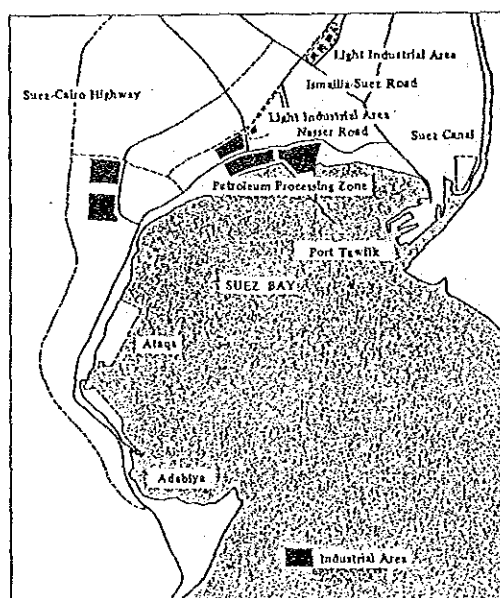 Light Industrial Area
Ismailia-Suez Road
Suez-Cairo Highway
Light Industrial Area
Nasser Road
Suez Canal
Petroleum Processing Zone
Port Tawfik
SUEZ BAY
Ataqa
Adabiya
Industrial Area